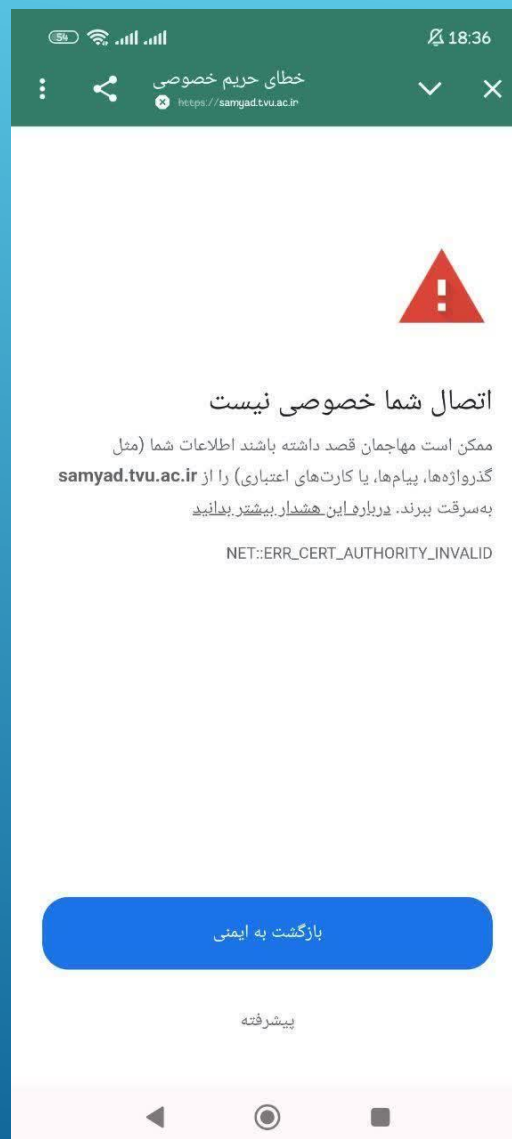 54
18:36
خطای حریم خصوصی
https://samyad.tvu.ac.ir
اتصال شما خصوصی نیست
ممکن است مهاجمان قصد داشته باشند اطلاعات شما (مثل
گذرواژه‌ها، پیام‌ها، یا کارت‌های اعتباری) را از samyad.tvu.ac.ir
به‌سرقت ببرند. درباره این هشدار بیشتر بدانید
NET::ERR_CERT_AUTHORITY_INVALID
بازگشت به ایمنی
پیشرفته